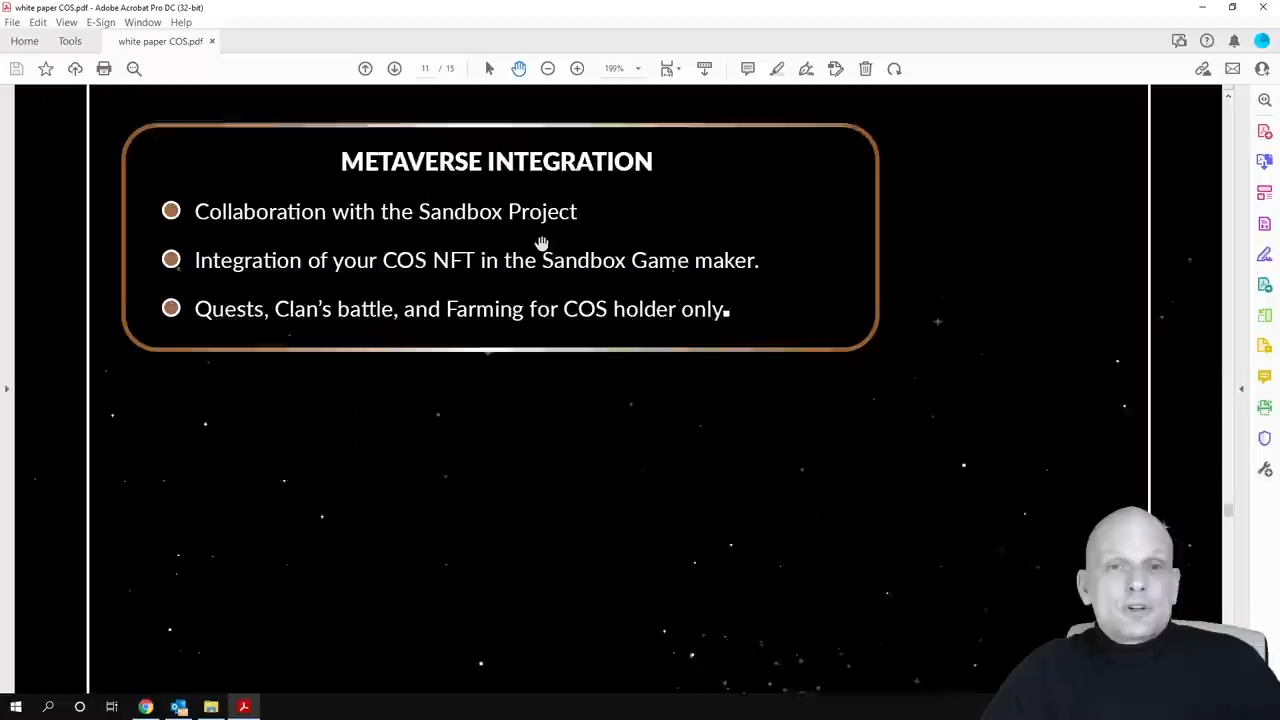 white paper COS.pdf - Adobe Acrobat Pro DC (32-bit)
File Edit View E-Sign Window Help
Home Tools white paper COS.pdf ×
11 / 15 199%
METAVERSE INTEGRATION
Collaboration with the Sandbox Project
Integration of your COS NFT in the Sandbox Game maker.
Quests, Clan’s battle, and Farming for COS holder only.